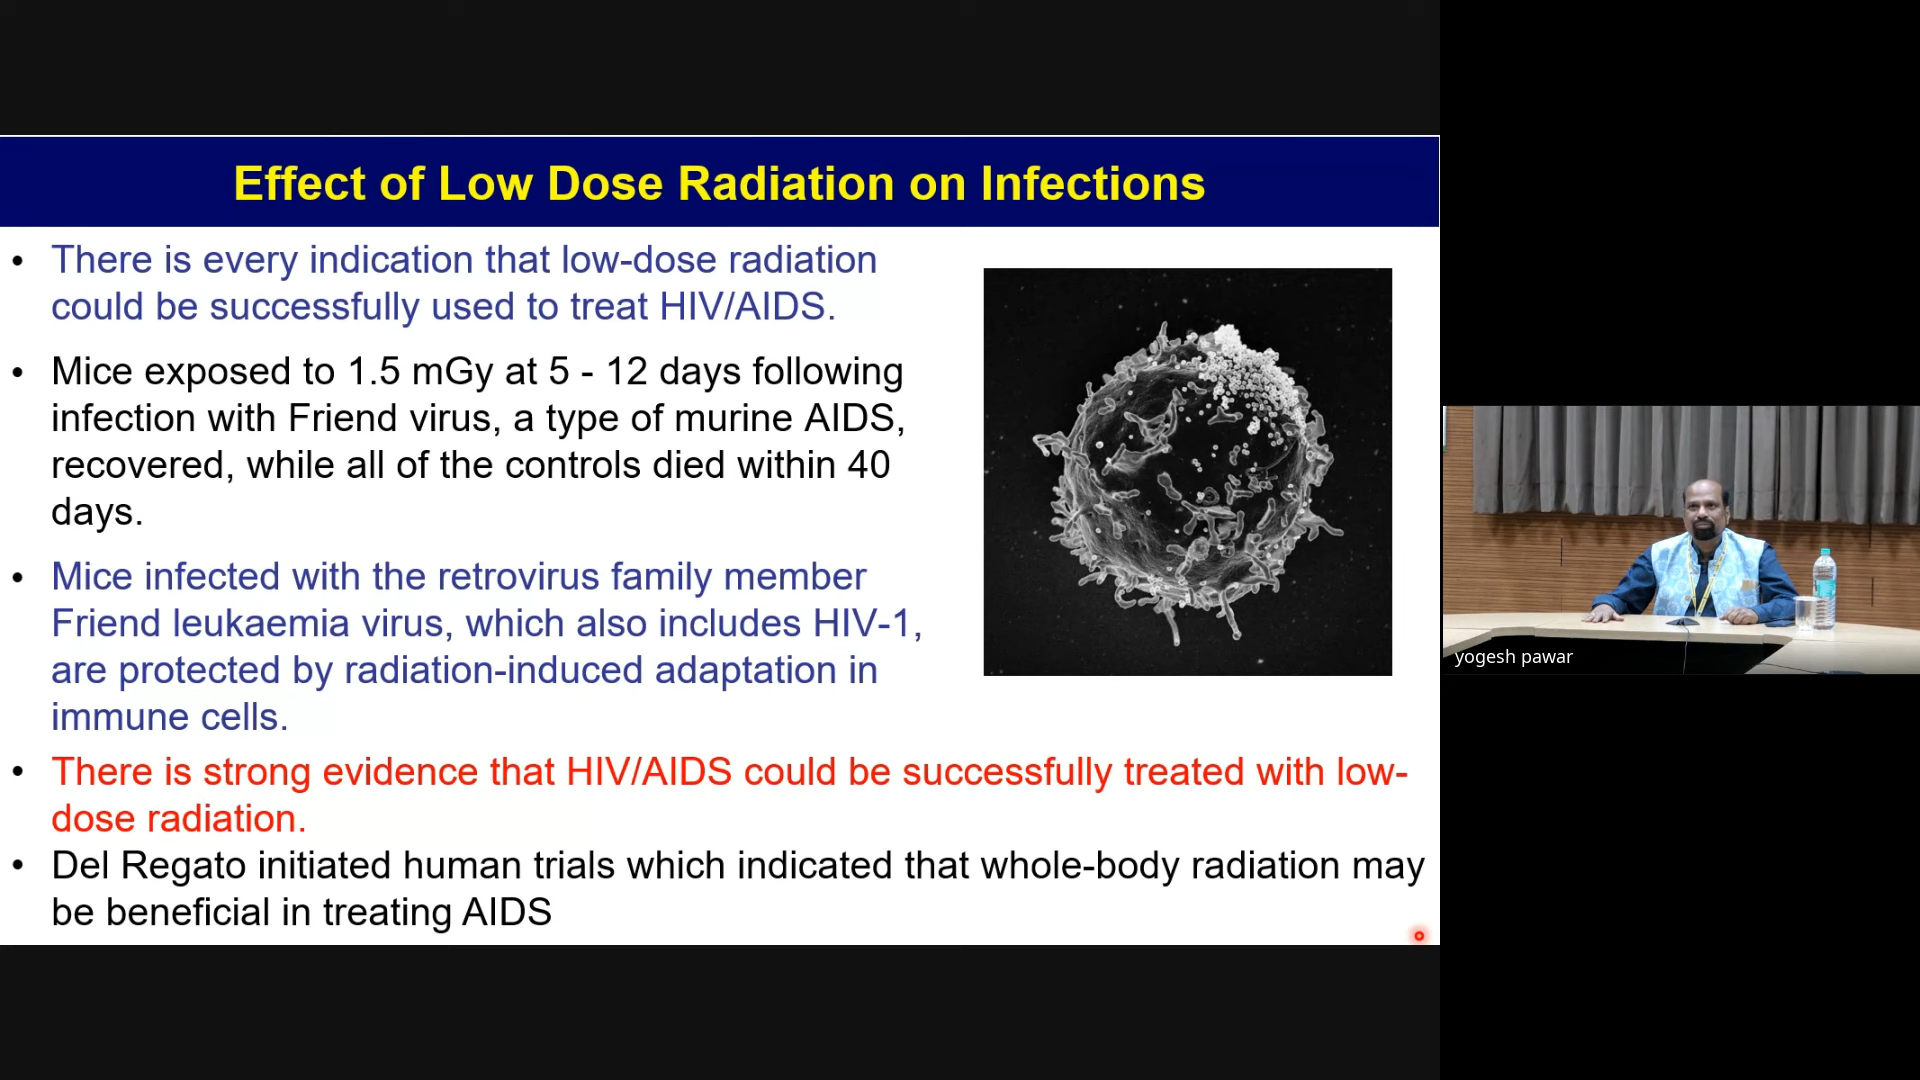 Effect of Low Dose Radiation on Infections
• There is every indication that low-dose radiation
could be successfully used to treat HIV/AIDS.
• Mice exposed to 1.5 mGy at 5 - 12 days following
infection with Friend virus, a type of murine AIDS,
recovered, while all of the controls died within 40
days.
• Mice infected with the retrovirus family member
Friend leukaemia virus, which also includes HIV-1,
are protected by radiation-induced adaptation in
immune cells.
• There is strong evidence that HIV/AIDS could be successfully treated with low-
dose radiation.
• Del Regato initiated human trials which indicated that whole-body radiation may
be beneficial in treating AIDS
yogesh pawar